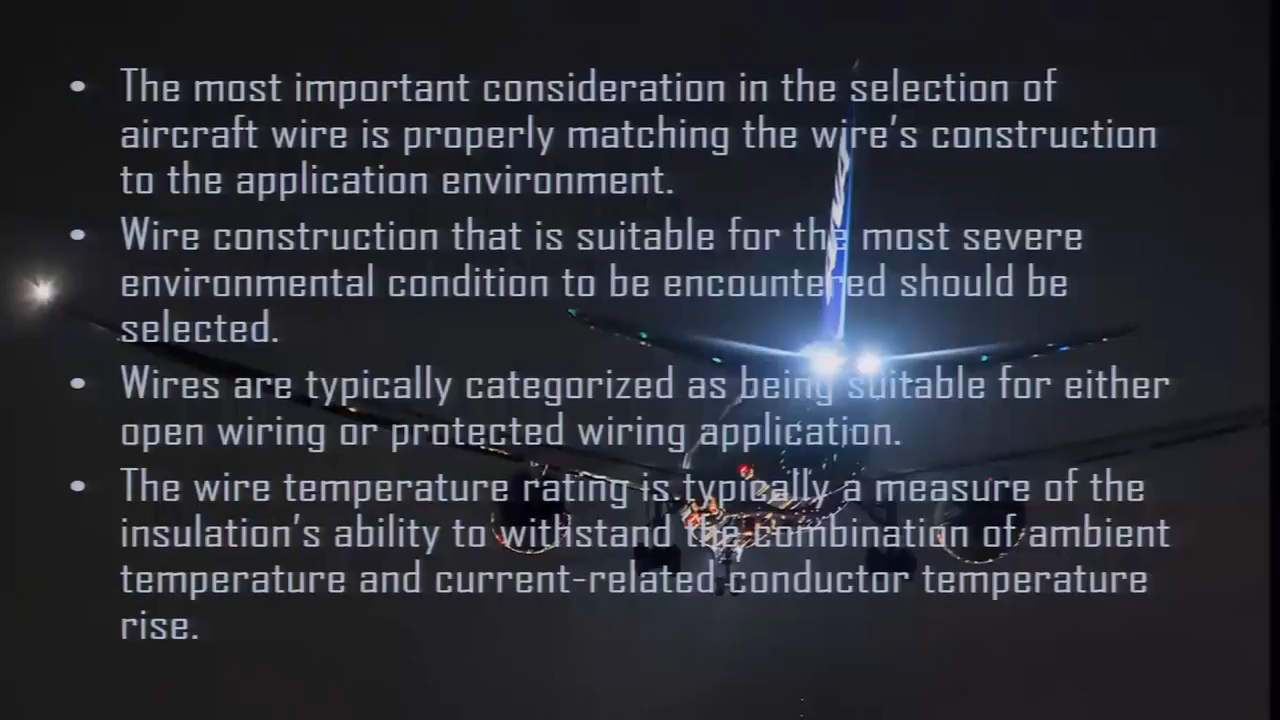 • The most important consideration in the selection of
aircraft wire is properly matching the wire's construction
to the application environment.
• Wire construction that is suitable for the most severe
environmental condition to be encountered should be
selected.
• Wires are typically categorized as being suitable for either
open wiring or protected wiring application.
• The wire temperature rating is typically a measure of the
insulation's ability to withstand the combination of ambient
temperature and current-related conductor temperature
rise.